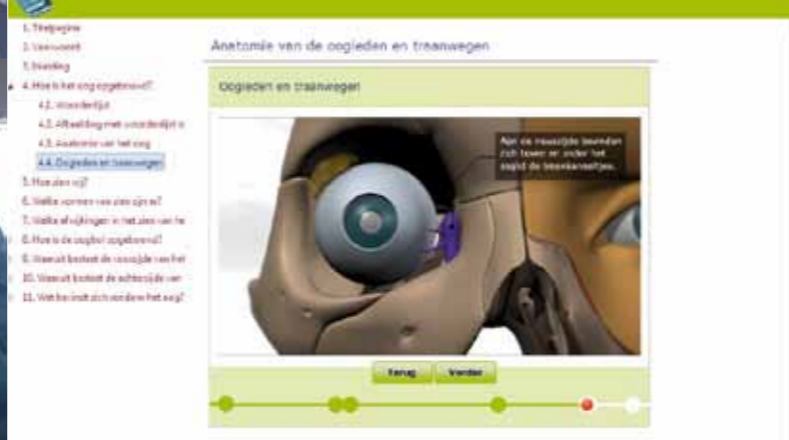 1. Titelpagina
2. Voorwoord
3. Inleiding
4. Hoe is het oog opgebouwd?
4.1. Woordenlijst
4.2. Afbeelding met woordenlijst
4.3. Anatomie van het oog
4.4. Oogleden en traanwegen
5. Hoe zien wij?
6. Welke vormen van zien zijn er?
7. Welke afwijkingen in het zien van he
8. Hoe is de oogbol opgebouwd?
9. Waaruit bestaat de voorzijde van het
10. Waaruit bestaat de achterzijde van
11. Wat bevindt zich rondom het oog?
Anatomie van de oogleden en traanwegen
Oogleden en traanwegen
Aan de neuszijde bevinden
zich boven en onder het
ooglid de traankanaaltjes.
Terug
Verder